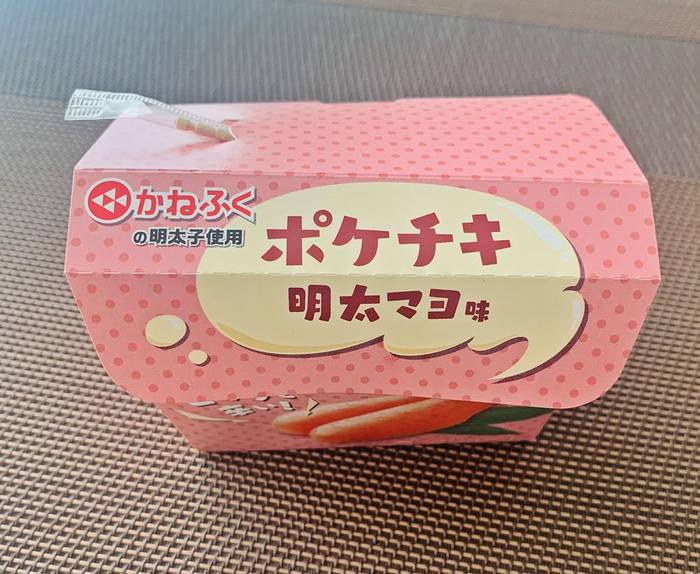 かねふく
の明太子使用
ポケチキ
明太マヨ味